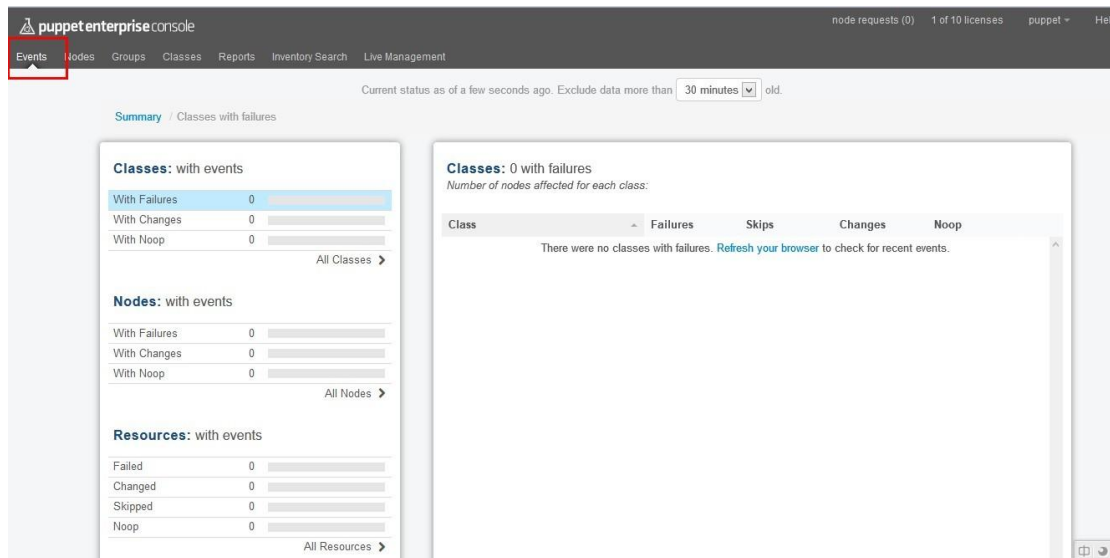 puppet enterprise console
node requests (0) 1 of 10 licenses puppet
Events Nodes Groups Classes Reports Inventory Search Live Management
Current status as of a few seconds ago. Exclude data more than 30 minutes old.
Summary / Classes with failures
Classes: with events
With Failures 0
With Changes 0
With Noop 0
All Classes
Nodes: with events
With Failures 0
With Changes 0
With Noop 0
All Nodes
Resources: with events
Failed 0
Changed 0
Skipped 0
Noop 0
All Resources
Classes: 0 with failures
Number of nodes affected for each class:
Class Failures Skips Changes Noop
There were no classes with failures. Refresh your browser to check for recent events.